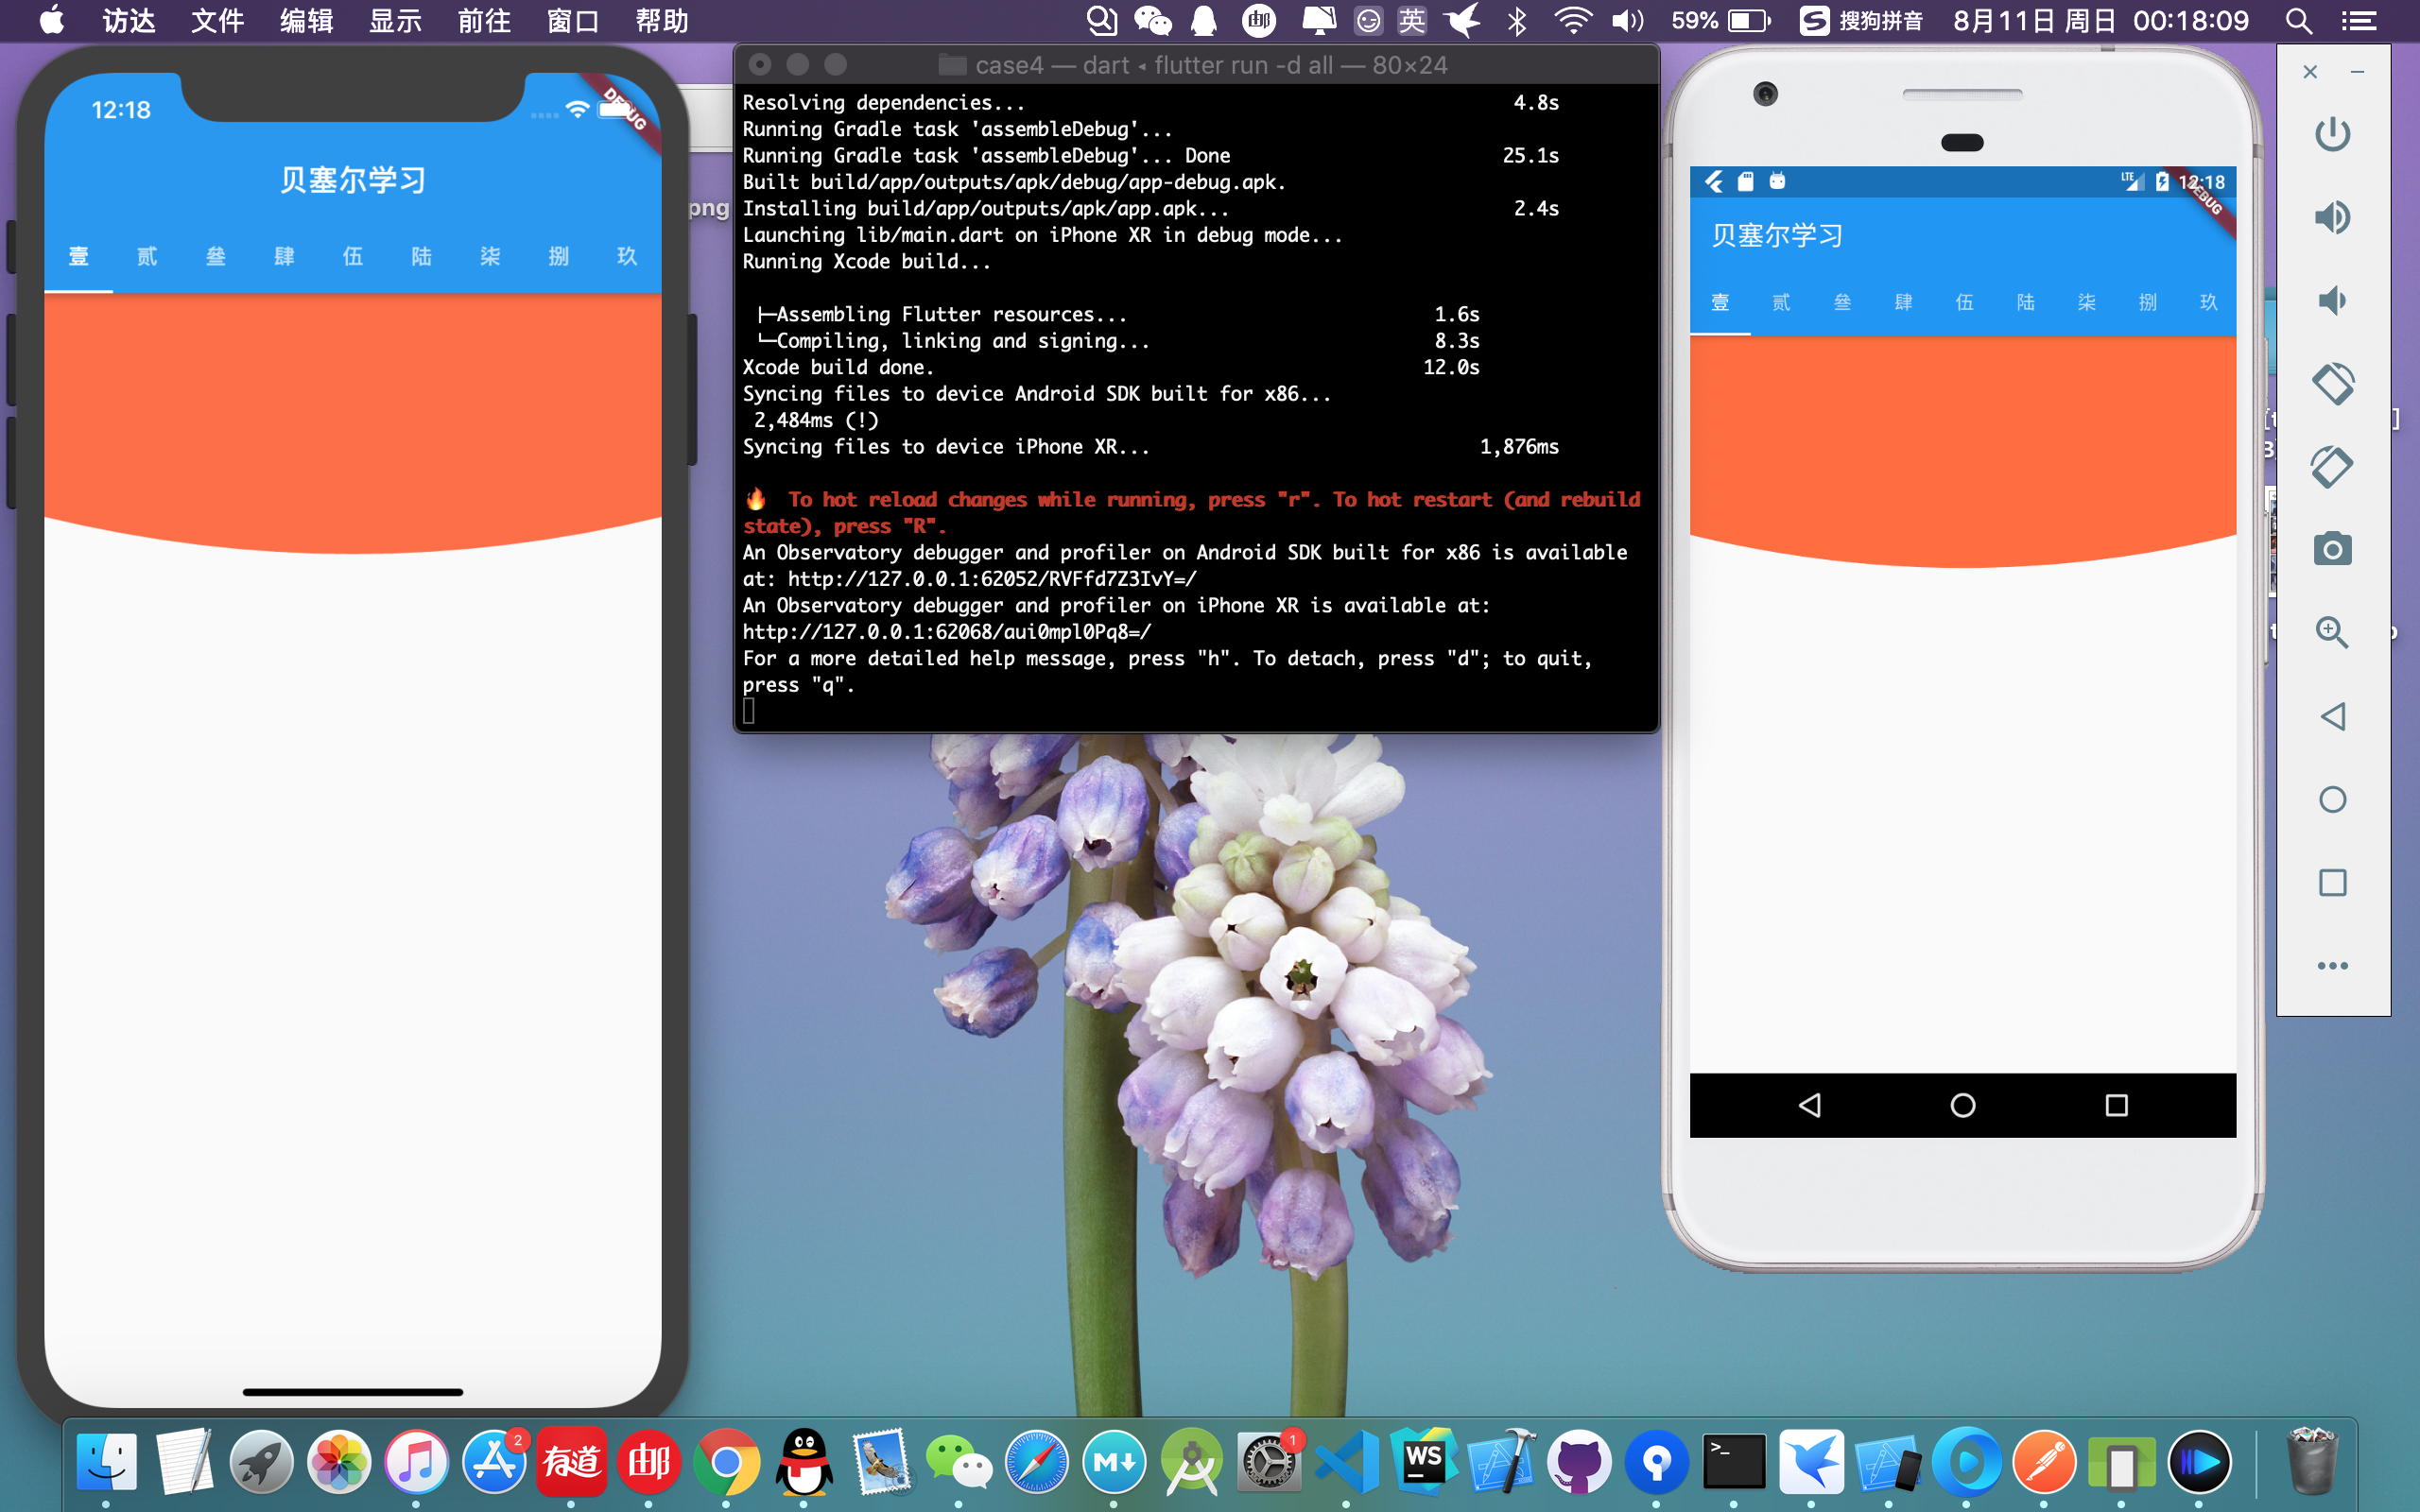 访达 文件 编辑 显示 前往 窗口 帮助 英 59% 搜狗拼音 8月11日 周日 00:18:09
12:18
DEBUG
贝塞尔学习
壹 贰 叁 肆 伍 陆 柒 捌 玖
png
case4 — dart ◂ flutter run -d all — 80×24
Resolving dependencies... 4.8s
Running Gradle task 'assembleDebug'...
Running Gradle task 'assembleDebug'... Done 25.1s
Built build/app/outputs/apk/debug/app-debug.apk.
Installing build/app/outputs/apk/app.apk... 2.4s
Launching lib/main.dart on iPhone XR in debug mode...
Running Xcode build...
├─Assembling Flutter resources... 1.6s
└─Compiling, linking and signing... 8.3s
Xcode build done. 12.0s
Syncing files to device Android SDK built for x86...
2,484ms (!)
Syncing files to device iPhone XR... 1,876ms
🔥 To hot reload changes while running, press "r". To hot restart (and rebuild
state), press "R".
An Observatory debugger and profiler on Android SDK built for x86 is available
at: http://127.0.0.1:62052/RVFfd7Z3IvY=/
An Observatory debugger and profiler on iPhone XR is available at:
http://127.0.0.1:62068/aui0mpl0Pq8=/
For a more detailed help message, press "h". To detach, press "d"; to quit,
press "q".
LTE 12:18
DEBUG
贝塞尔学习
壹 贰 叁 肆 伍 陆 柒 捌 玖
2 有道 邮 M↓ 1 WS >_